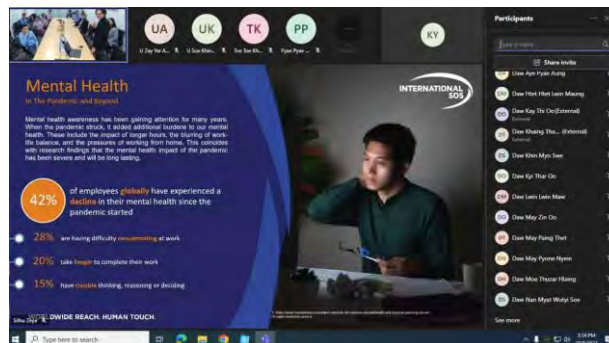 UA
UK
TK
PP
KY
U Zay Yar A...
U Soe Khin...
Pyae Pyae ...
Participants
Type a name
Share invite
Daw Aye Pyae Aung
Daw Htet Htet Lwin Maung
Daw Kay Thi Oo (External)
External
Daw Khaing Tha... (External)
External
Daw Khin Myo Swe
Daw Kyi Thar Oo
Daw Lwin Lwin Maw
Daw May Zin Oo
Daw May Paing Thet
Daw May Pyone Nyein
Daw Moe Thuzar Hlaing
Daw Nan Myat Wutyi Soe
See more
Mental Health
In The Pandemic and Beyond
INTERNATIONAL
SOS
Mental health awareness has been gaining attention for many years.
When the pandemic struck, it added additional burdens to our mental
health. These include the impact of longer hours, the blurring of work-
life balance, and the pressures of working from home. This coincides
with research findings that the mental health impact of the pandemic
has been severe and will be long lasting.
42%
of employees globally have experienced a
decline in their mental health since the
pandemic started
28% are having difficulty concentrating at work
20% take longer to complete their work
15% have trouble thinking, reasoning or deciding
WORLDWIDE REACH. HUMAN TOUCH.
Type here to search